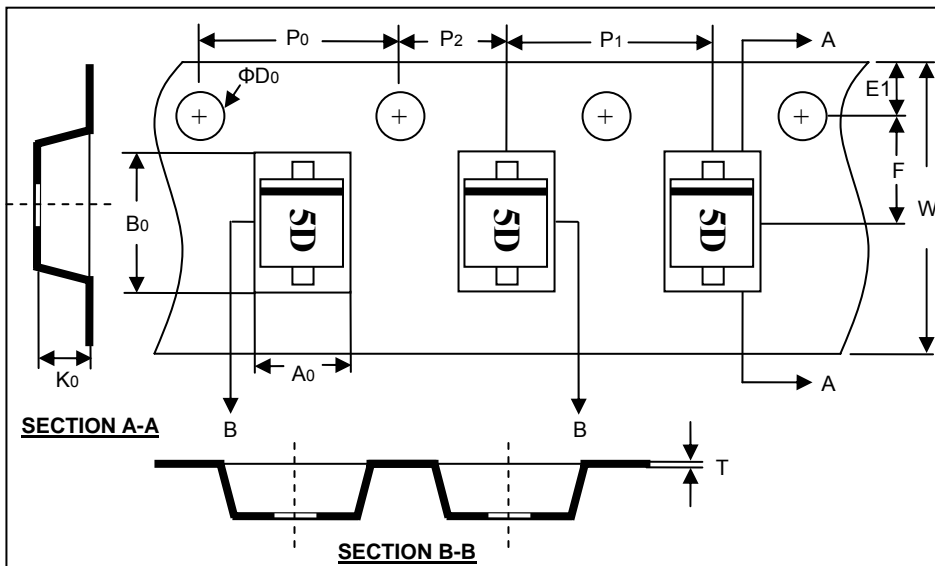 P0
P2
P1
A
ΦD0
E1
F
W
B0
5D
5D
5D
K0
A0
A
SECTION A-A
B
B
T
SECTION B-B